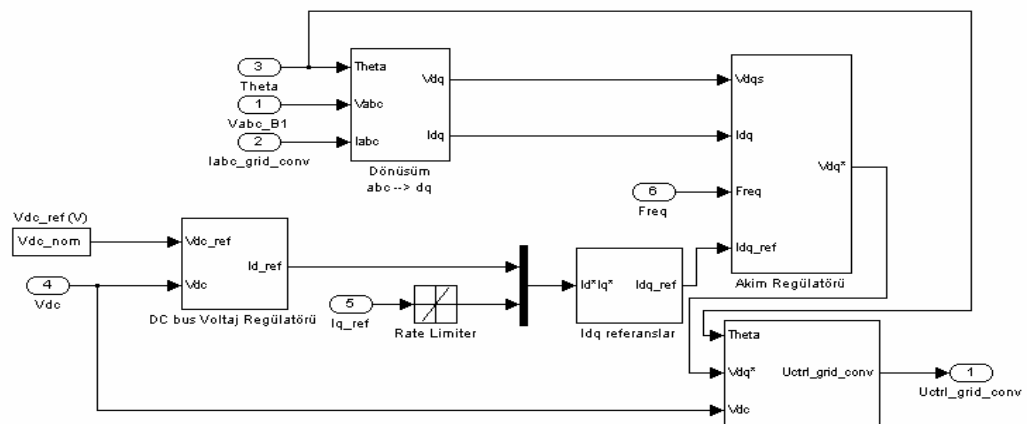 3
Theta
1
Vabc_B1
2
Iabc_grid_conv
Theta
Vabc
Iabc
Vdq
Idq
Dönüsüm
abc --> dq
Vdqs
Idq
Freq
Idq_ref
Vdq*
Akim Regülatörü
6
Freq
Vdc_ref (V)
Vdc_nom
4
Vdc
Vdc_ref
Vdc
Id_ref
DC bus Voltaj Regülatörü
5
Iq_ref
Rate Limiter
Id*Iq*
Idq_ref
Idq referanslar
Theta
Vdq*
Vdc
Uctrl_grid_conv
1
Uctrl_grid_conv